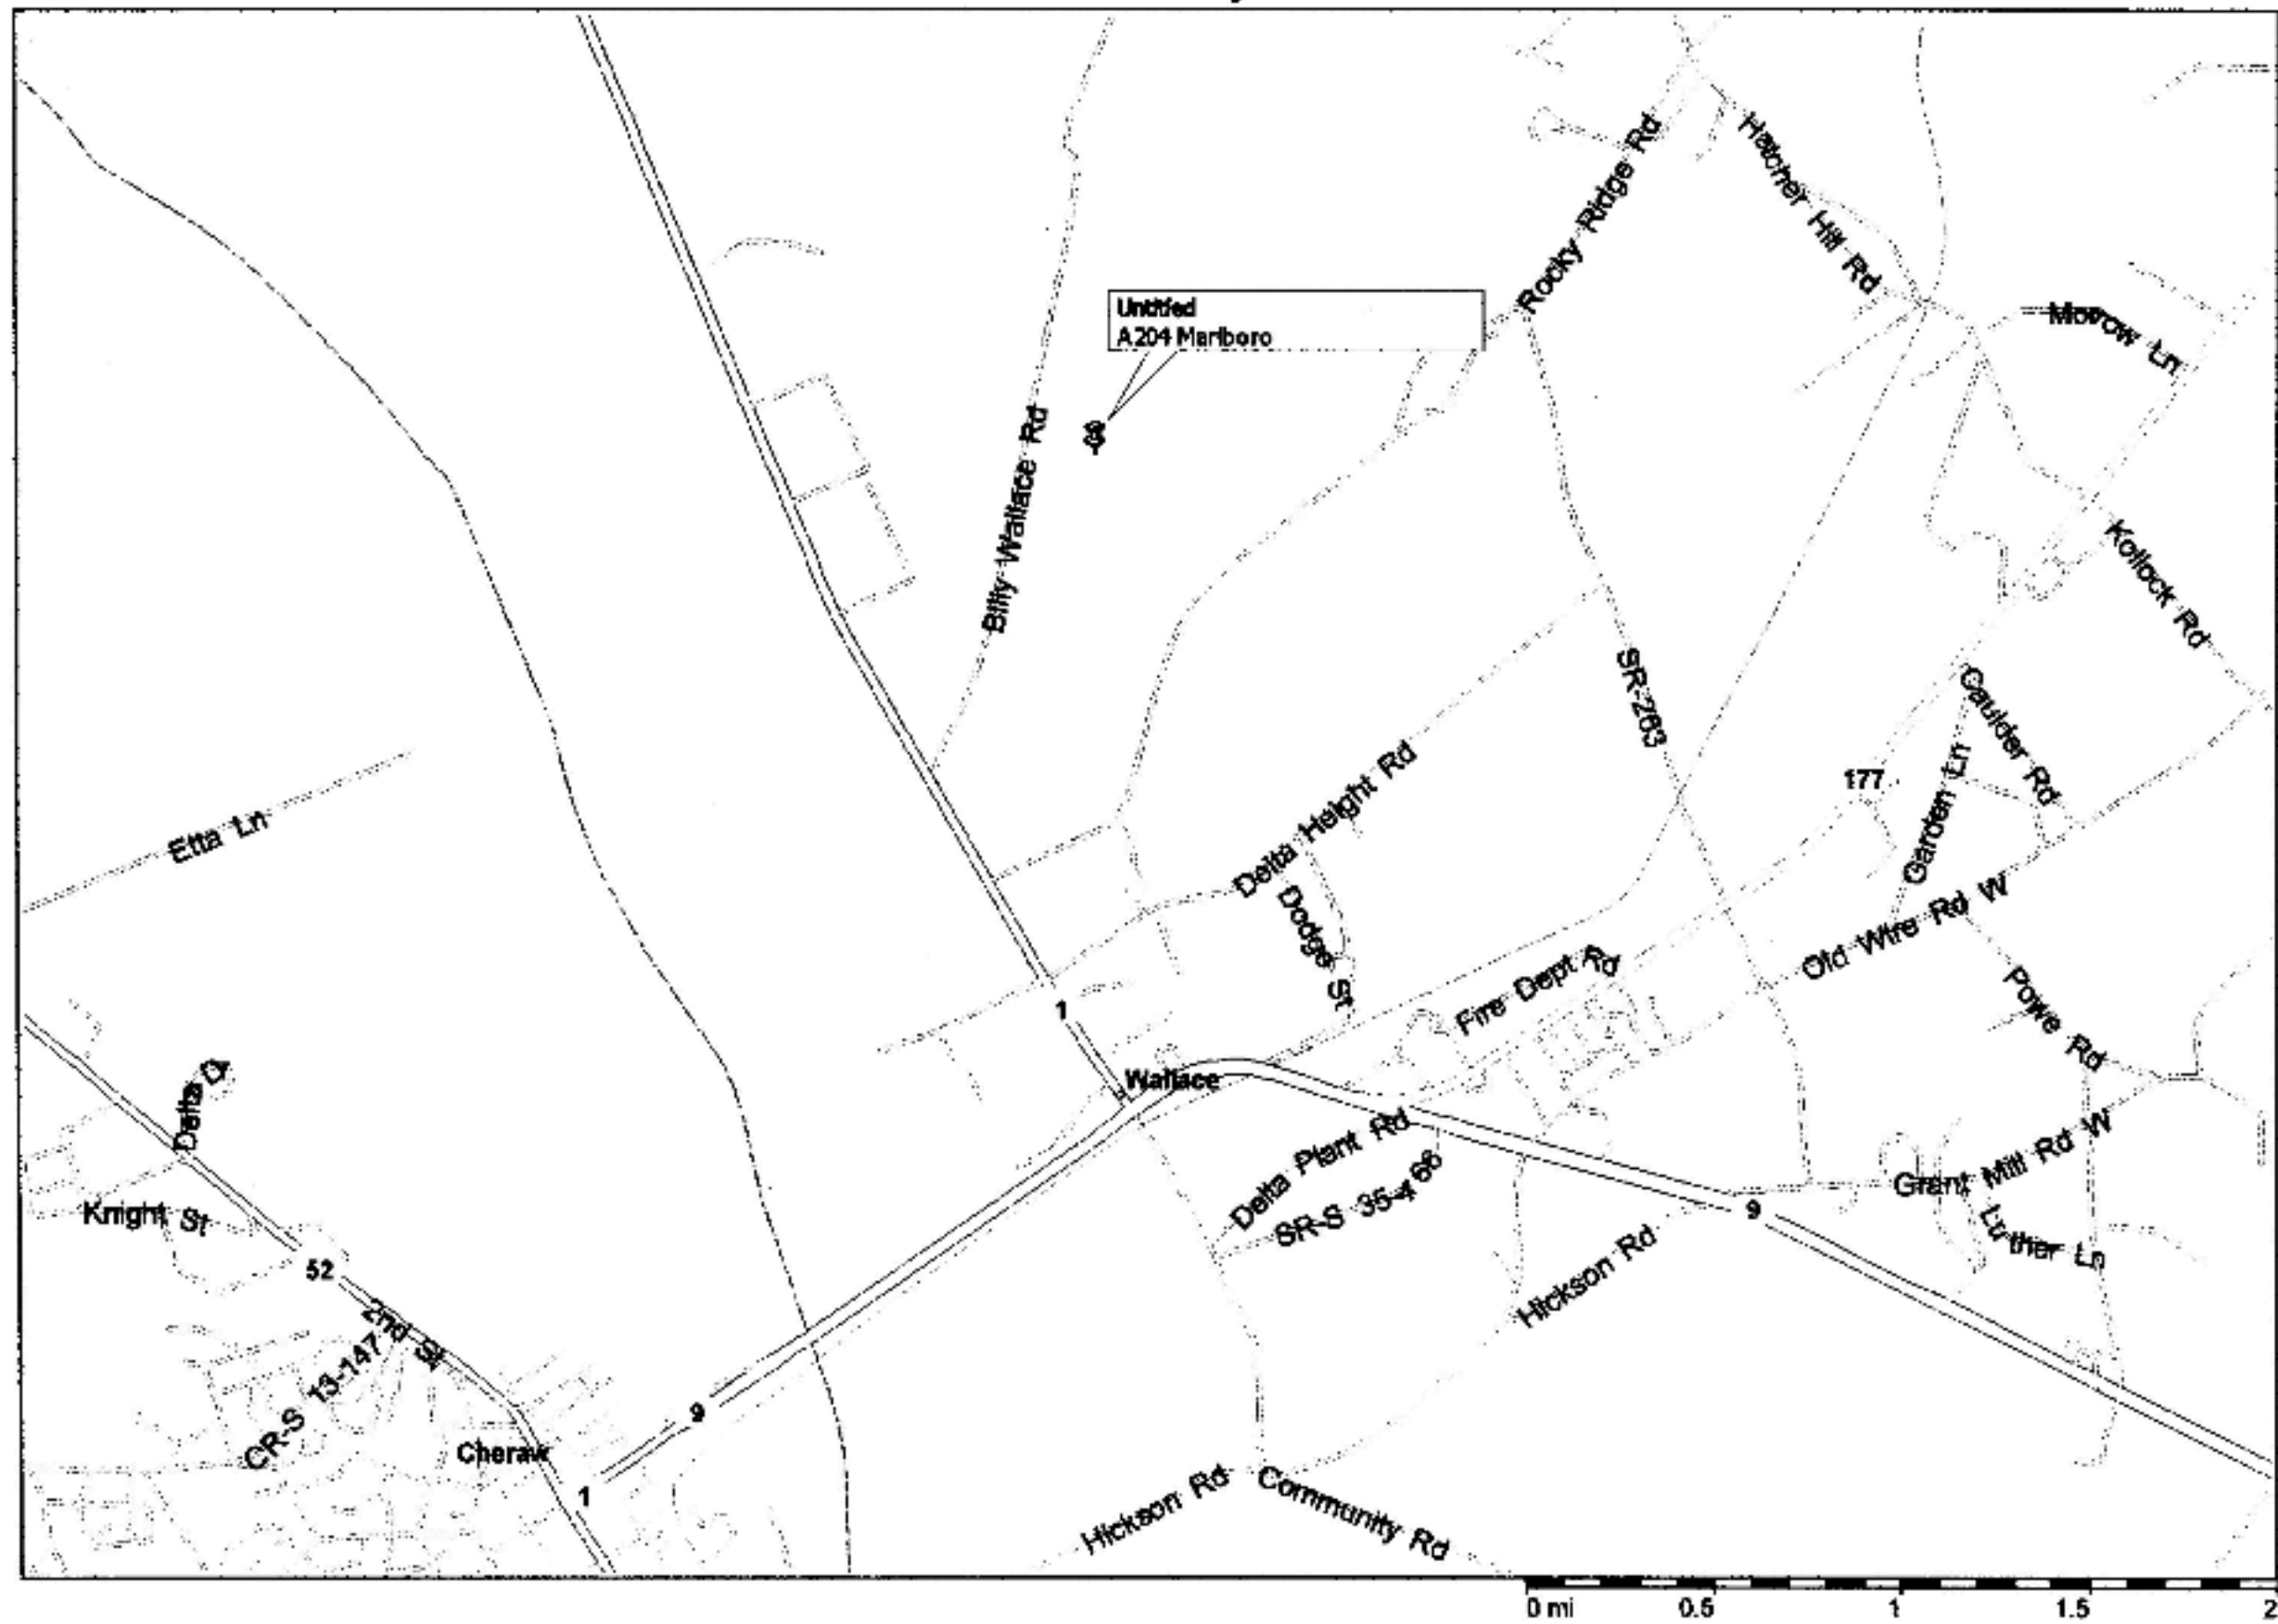 Rocky Ridge Rd
Hatcher Hill Rd
Untitled
A204 Marlboro
Morrow Ln
Billy Wallace Rd
Kollock Rd
SR-263
Caulder Rd
Garden Ln
177
Etta Ln
Delta Height Rd
Dodge St
Old Wire Rd W
Fire Dept Rd
Powe Rd
1
Wallace
Delta Cr
Delta Plant Rd
SR-S 35-466
Grant Mill Rd W
Knight St
Luther Ln
9
52
Hickson Rd
2nd St
CR-S 13-147
9
Cheraw
1
Hickson Rd
Community Rd
0 mi 0.5 1 1.5 2